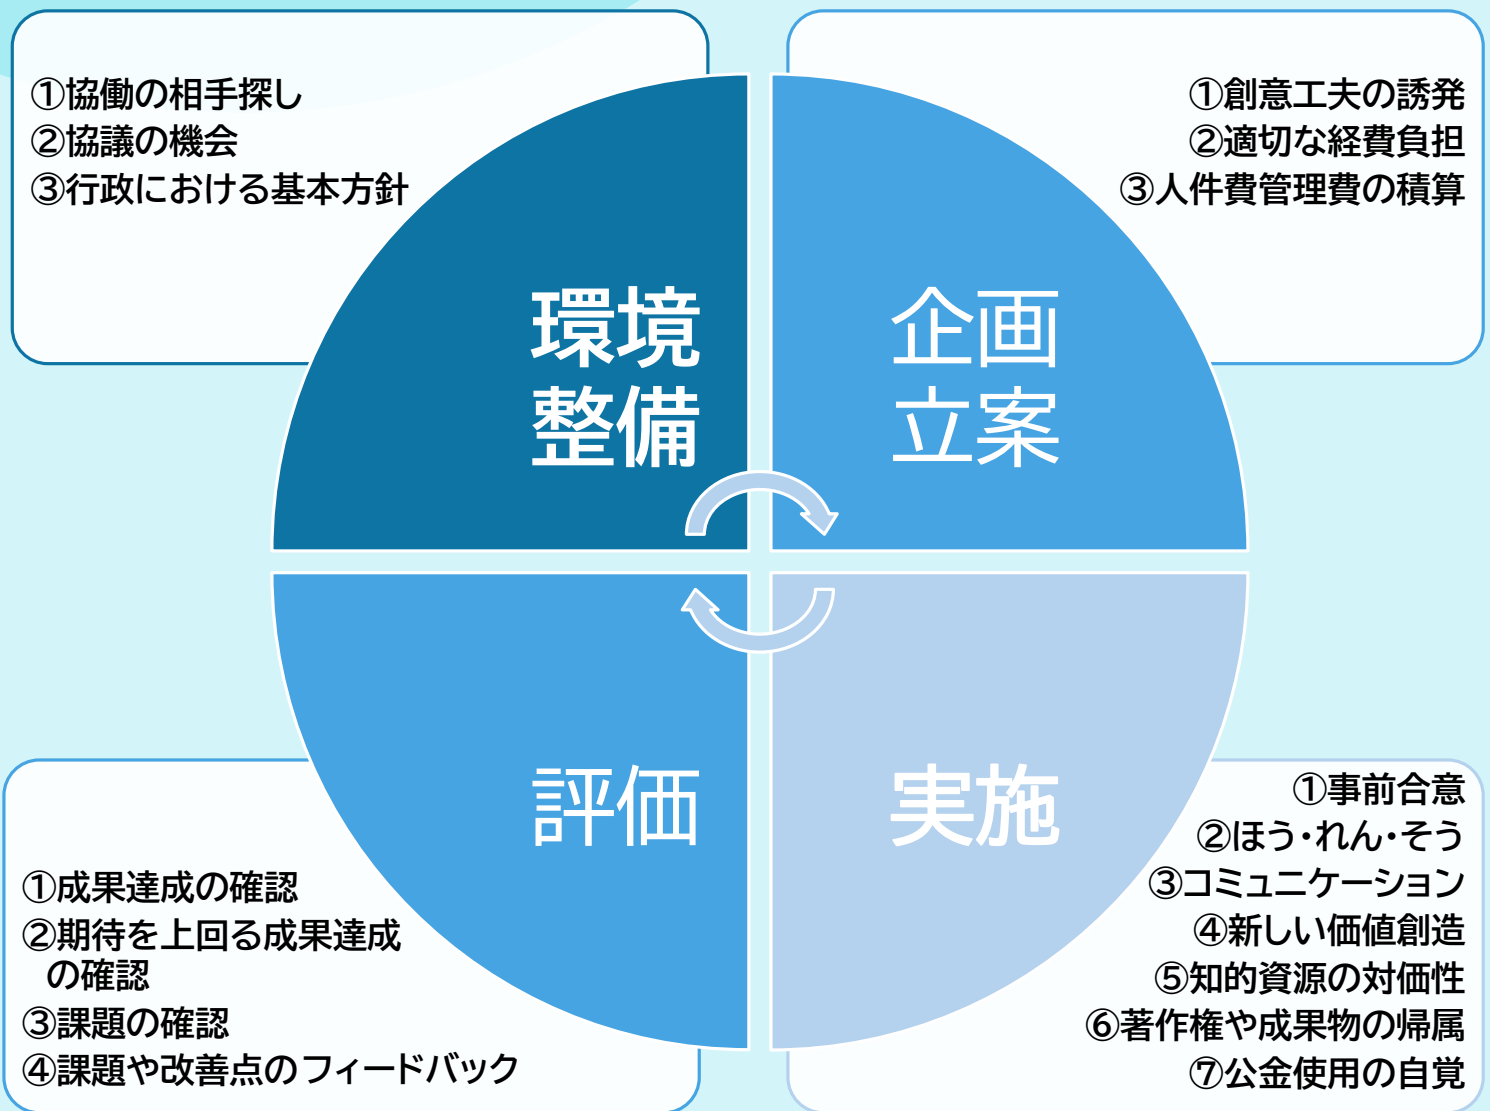 ①協働の相手探し
②協議の機会
③行政における基本方針
環境
整備
①創意工夫の誘発
②適切な経費負担
③人件費管理費の積算
企画
立案
評価
①成果達成の確認
②期待を上回る成果達成
の確認
③課題の確認
④課題や改善点のフィードバック
実施
①事前合意
②ほう・れん・そう
③コミュニケーション
④新しい価値創造
⑤知的資源の対価性
⑥著作権や成果物の帰属
⑦公金使用の自覚